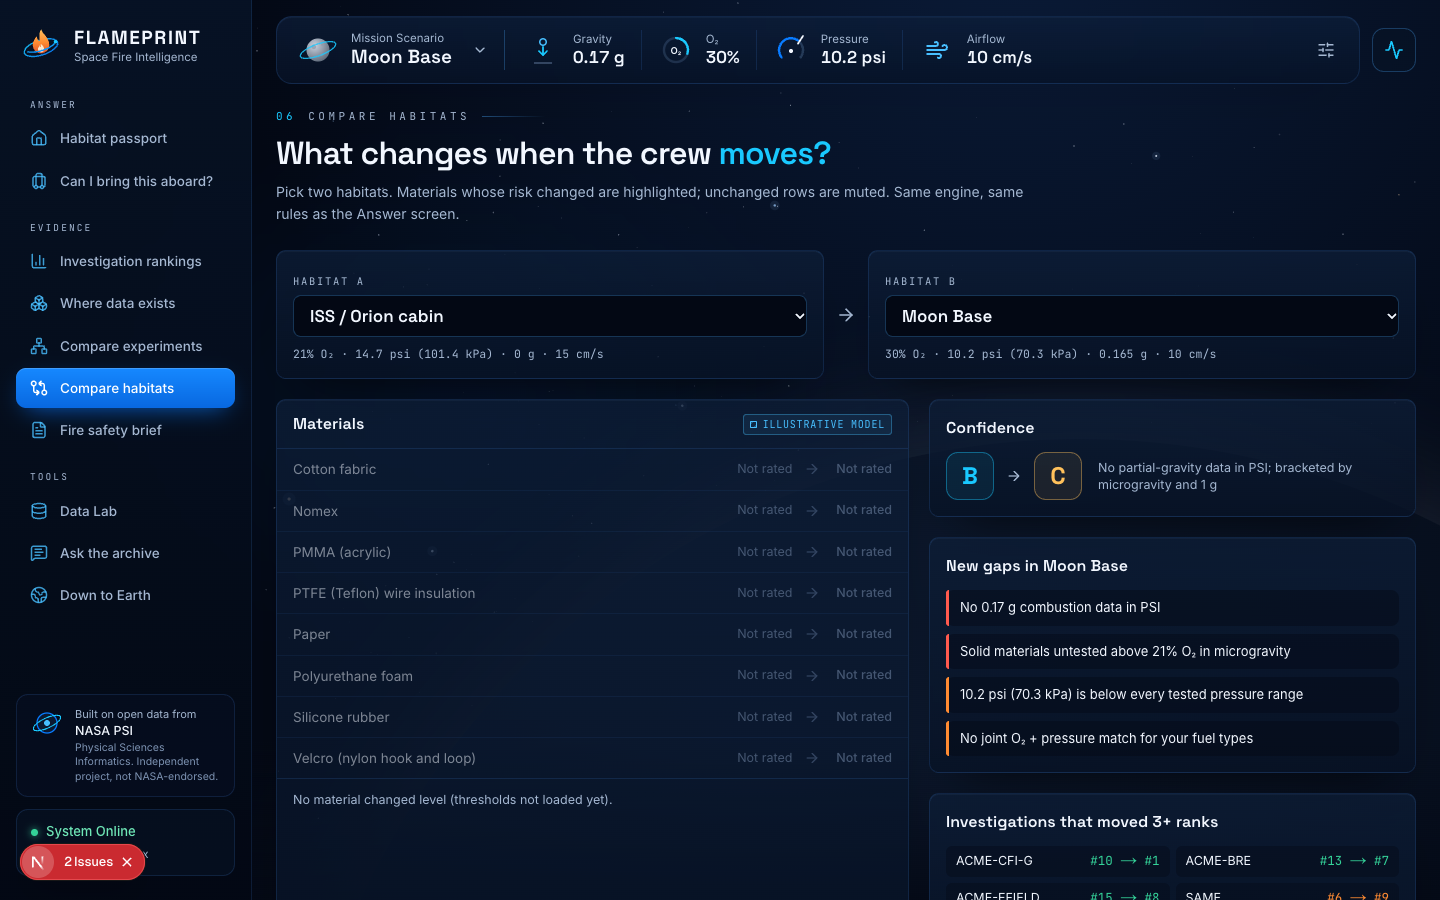 FLAMEPRINT
Space Fire Intelligence
ANSWER
Habitat passport
Can I bring this aboard?
EVIDENCE
Investigation rankings
Where data exists
Compare experiments
Compare habitats
Fire safety brief
TOOLS
Data Lab
Ask the archive
Down to Earth
Built on open data from
NASA PSI
Physical Sciences
Informatics. Independent
project, not NASA-endorsed.
System Online
N 2 Issues
Mission Scenario
Moon Base
Gravity
0.17 g
O₂
O₂
30%
Pressure
10.2 psi
Airflow
10 cm/s
06 COMPARE HABITATS
What changes when the crew moves?
Pick two habitats. Materials whose risk changed are highlighted; unchanged rows are muted. Same engine, same
rules as the Answer screen.
HABITAT A
ISS / Orion cabin
21% O₂ · 14.7 psi (101.4 kPa) · 0 g · 15 cm/s
→
HABITAT B
Moon Base
30% O₂ · 10.2 psi (70.3 kPa) · 0.165 g · 10 cm/s
Materials
ILLUSTRATIVE MODEL
Cotton fabric Not rated → Not rated
Nomex Not rated → Not rated
PMMA (acrylic) Not rated → Not rated
PTFE (Teflon) wire insulation Not rated → Not rated
Paper Not rated → Not rated
Polyurethane foam Not rated → Not rated
Silicone rubber Not rated → Not rated
Velcro (nylon hook and loop) Not rated → Not rated
No material changed level (thresholds not loaded yet).
Confidence
B → C
No partial-gravity data in PSI; bracketed by
microgravity and 1 g
New gaps in Moon Base
No 0.17 g combustion data in PSI
Solid materials untested above 21% O₂ in microgravity
10.2 psi (70.3 kPa) is below every tested pressure range
No joint O₂ + pressure match for your fuel types
Investigations that moved 3+ ranks
ACME-CFI-G #10 → #1
ACME-BRE #13 → #7
ACME-EFIELD #15 → #8
SAME #6 → #9